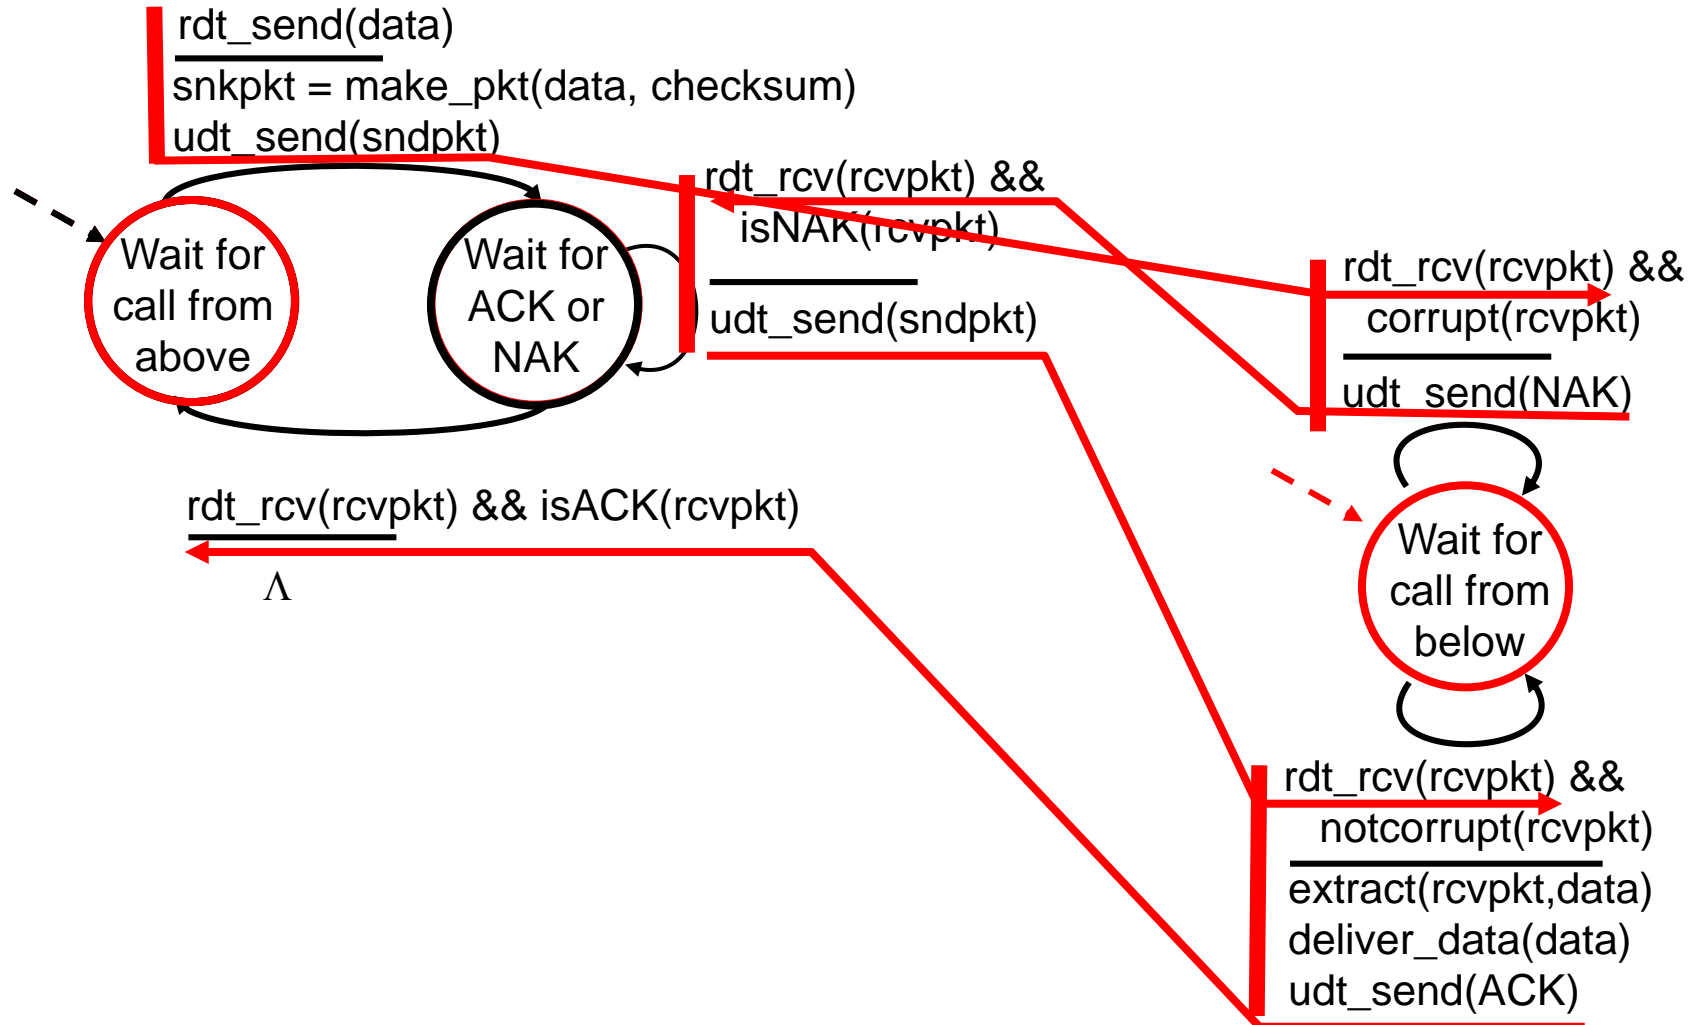 rdt_send(data)
snkpkt = make_pkt(data, checksum)
udt_send(sndpkt)
rdt_rcv(rcvpkt) &&
isNAK(rcvpkt)
udt_send(sndpkt)
Wait for
call from
above
Wait for
ACK or
NAK
rdt_rcv(rcvpkt) && isACK(rcvpkt)
Λ
rdt_rcv(rcvpkt) &&
corrupt(rcvpkt)
udt_send(NAK)
Wait for
call from
below
rdt_rcv(rcvpkt) &&
notcorrupt(rcvpkt)
extract(rcvpkt,data)
deliver_data(data)
udt_send(ACK)